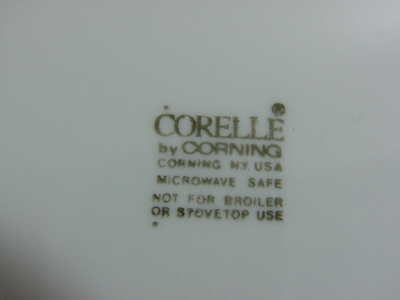 CORELLE®
by CORNING
CORNING N.Y. USA
MICROWAVE SAFE
NOT FOR BROILER
OR STOVETOP USE